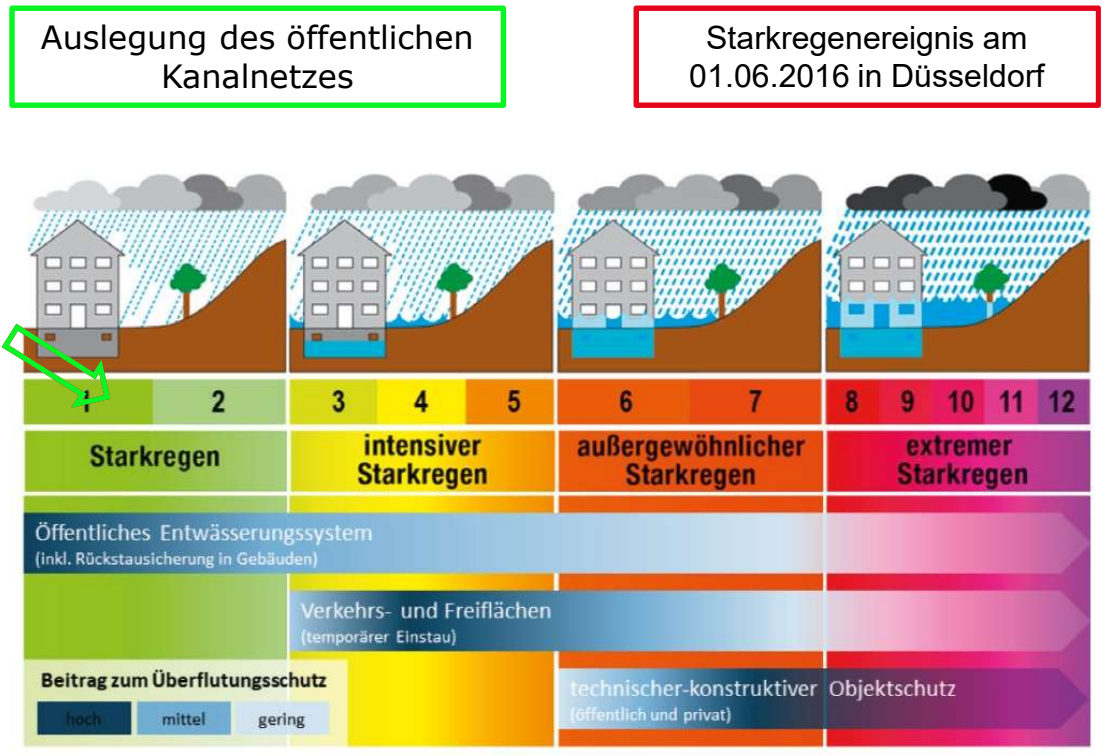 Auslegung des öffentlichen
Kanalnetzes
Starkregenereignis am
01.06.2016 in Düsseldorf
1 2 3 4 5 6 7 8 9 10 11 12
Starkregen
intensiver
Starkregen
außergewöhnlicher
Starkregen
extremer
Starkregen
Öffentliches Entwässerungssystem
(inkl. Rückstausicherung in Gebäuden)
Verkehrs- und Freiflächen
(temporärer Einstau)
technischer-konstruktiver Objektschutz
(öffentlich und privat)
Beitrag zum Überflutungsschutz
hoch mittel gering